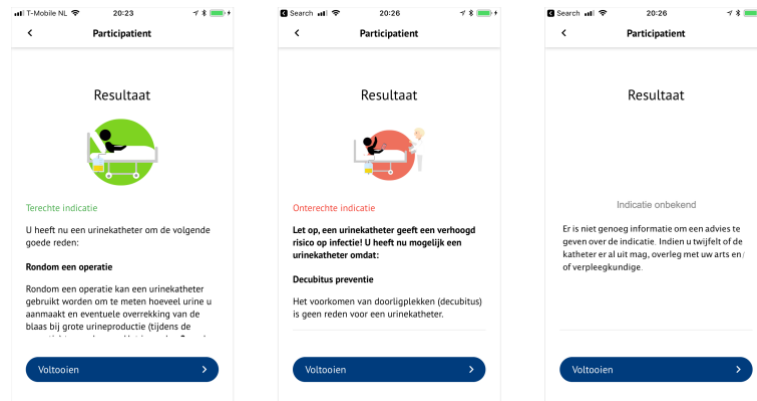 T-Mobile NL 20:23
Participatient
Resultaat
Terechte indicatie
U heeft nu een urinekatheter om de volgende
goede reden:
Rondom een operatie
Rondom een operatie kan een urinekatheter
gebruikt worden om te meten hoeveel urine u
aanmaakt en eventuele overrekking van de
blaas bij grote urineproductie (tijdens de
Voltooien
Search 20:26
Participatient
Resultaat
Onterechte indicatie
Let op, een urinekatheter geeft een verhoogd
risico op infectie! U heeft nu mogelijk een
urinekatheter omdat:
Decubitus preventie
Het voorkomen van doorligplekken (decubitus)
is geen reden voor een urinekatheter.
Voltooien
Search 20:26
Participatient
Resultaat
Indicatie onbekend
Er is niet genoeg informatie om een advies te
geven over de indicatie. Indien u twijfelt of de
katheter er al uit mag, overleg met uw arts en/
of verpleegkundige.
Voltooien